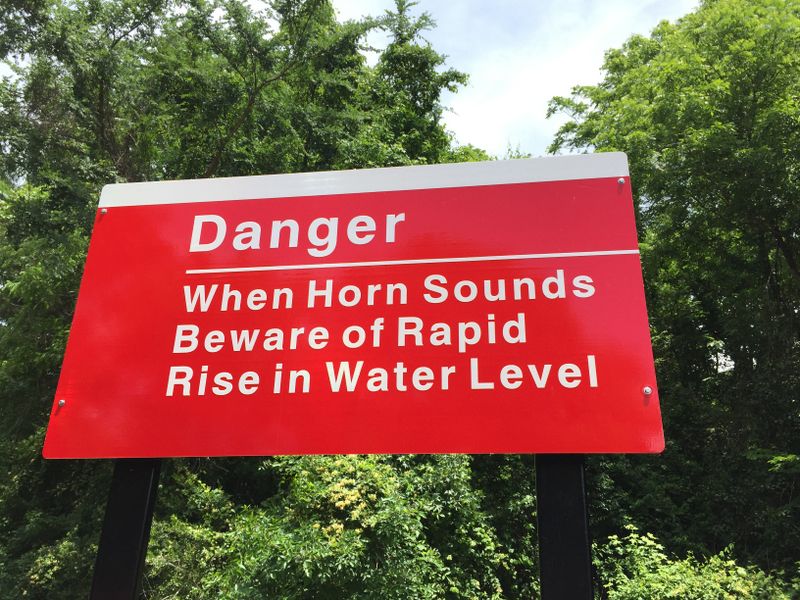 Danger
When Horn Sounds
Beware of Rapid
Rise in Water Level